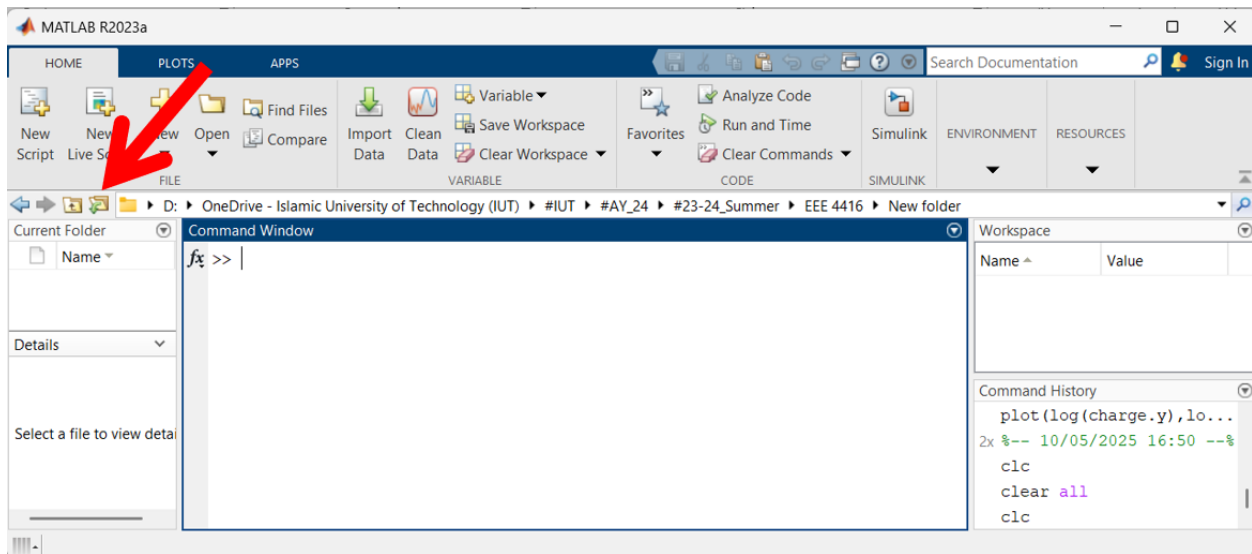 MATLAB R2023a
HOME PLOTS APPS Search Documentation Sign In
New Script
New
Open
Find Files
Compare
FILE
Import Data
Clean Data
Variable
Save Workspace
Clear Workspace
VARIABLE
Favorites
Analyze Code
Run and Time
Clear Commands
CODE
Simulink
SIMULINK
ENVIRONMENT
RESOURCES
D: OneDrive - Islamic University of Technology (IUT) #IUT #AY_24 #23-24_Summer EEE 4416 New folder
Current Folder
Name
Details
Select a file to view detai
Command Window
fx >>
Workspace
Name Value
Command History
plot(log(charge.y),lo...
2x %-- 10/05/2025 16:50 --%
clc
clear all
clc